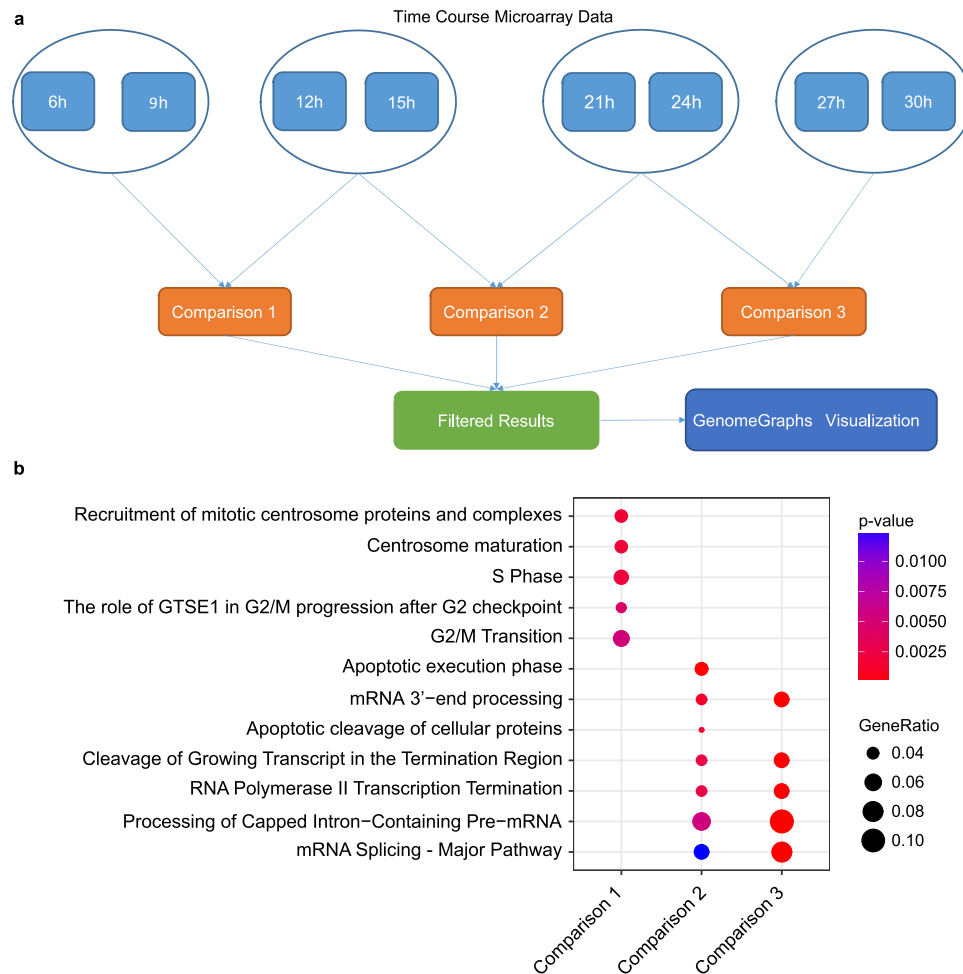 a
Time Course Microarray Data
6h
9h
12h
15h
21h
24h
27h
30h
Comparison 1
Comparison 2
Comparison 3
Filtered Results
GenomeGraphs Visualization
b
Recruitment of mitotic centrosome proteins and complexes
Centrosome maturation
S Phase
The role of GTSE1 in G2/M progression after G2 checkpoint
G2/M Transition
Apoptotic execution phase
mRNA 3’−end processing
Apoptotic cleavage of cellular proteins
Cleavage of Growing Transcript in the Termination Region
RNA Polymerase II Transcription Termination
Processing of Capped Intron−Containing Pre−mRNA
mRNA Splicing - Major Pathway
Comparison 1
Comparison 2
Comparison 3
p-value
0.0100
0.0075
0.0050
0.0025
GeneRatio
0.04
0.06
0.08
0.10